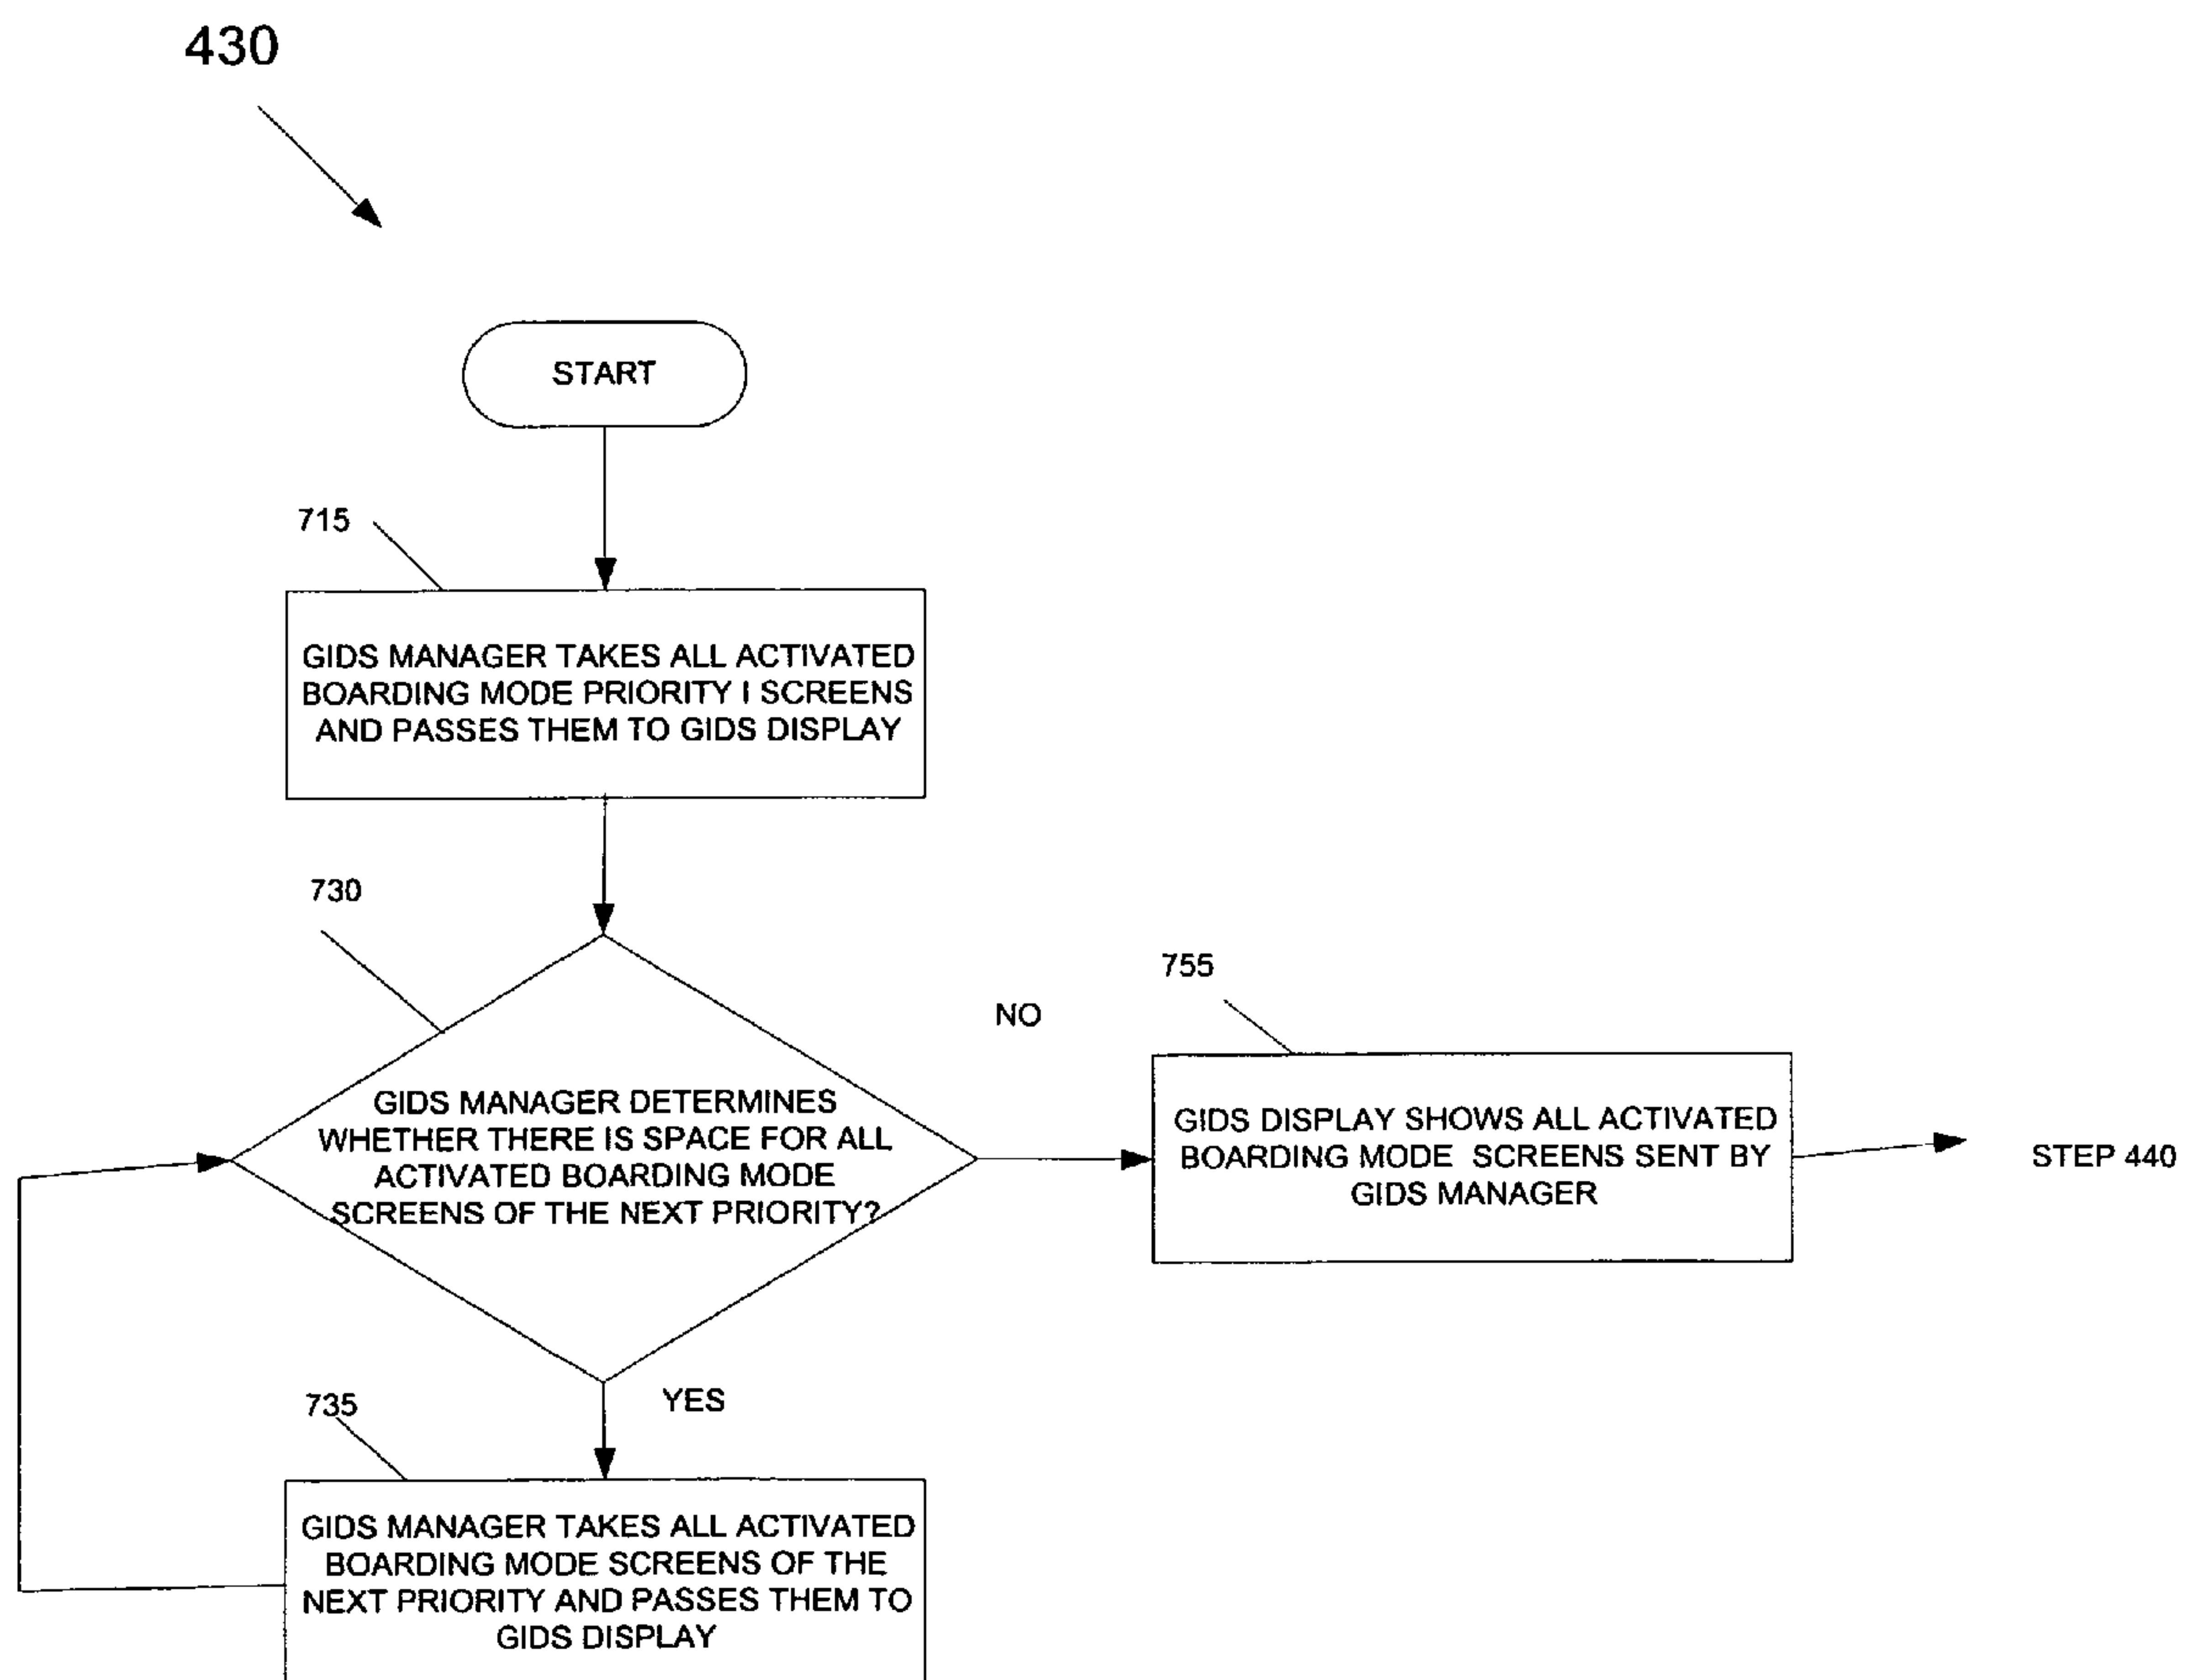 430
START
715
GIDS MANAGER TAKES ALL ACTIVATED
BOARDING MODE PRIORITY I SCREENS
AND PASSES THEM TO GIDS DISPLAY
730
GIDS MANAGER DETERMINES
WHETHER THERE IS SPACE FOR ALL
ACTIVATED BOARDING MODE
SCREENS OF THE NEXT PRIORITY?
NO
755
GIDS DISPLAY SHOWS ALL ACTIVATED
BOARDING MODE SCREENS SENT BY
GIDS MANAGER
STEP 440
YES
735
GIDS MANAGER TAKES ALL ACTIVATED
BOARDING MODE SCREENS OF THE
NEXT PRIORITY AND PASSES THEM TO
GIDS DISPLAY